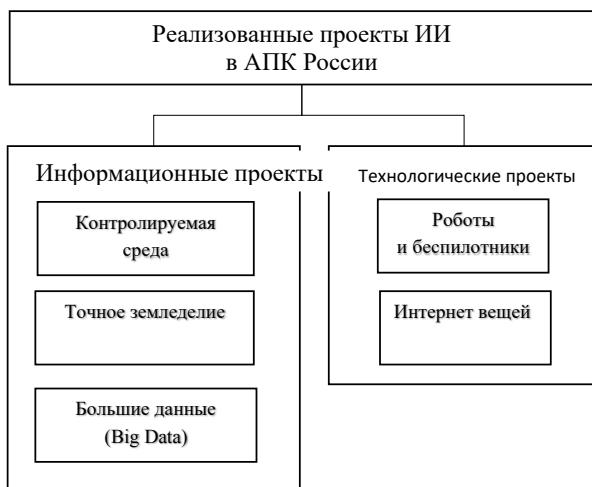 Реализованные проекты ИИ
в АПК России
Информационные проекты
Контролируемая
среда
Точное земледелие
Большие данные
(Big Data)
Технологические проекты
Роботы
и беспилотники
Интернет вещей